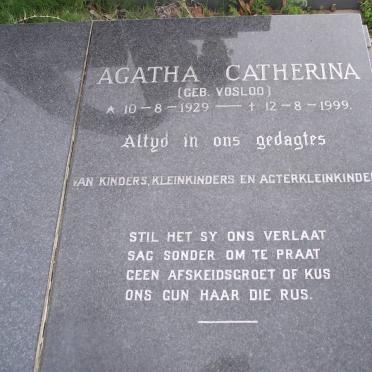 AGATHA CATHERINA
(GEB. VOSLOO)
* 10-8-1929 — † 12-8-1999.
Altyd in ons gedagtes
VAN KINDERS, KLEINKINDERS EN AGTERKLEINKINDE
STIL HET SY ONS VERLAAT
SAG SONDER OM TE PRAAT
GEEN AFSKEIDSGROET OF KUS
ONS GUN HAAR DIE RUS.